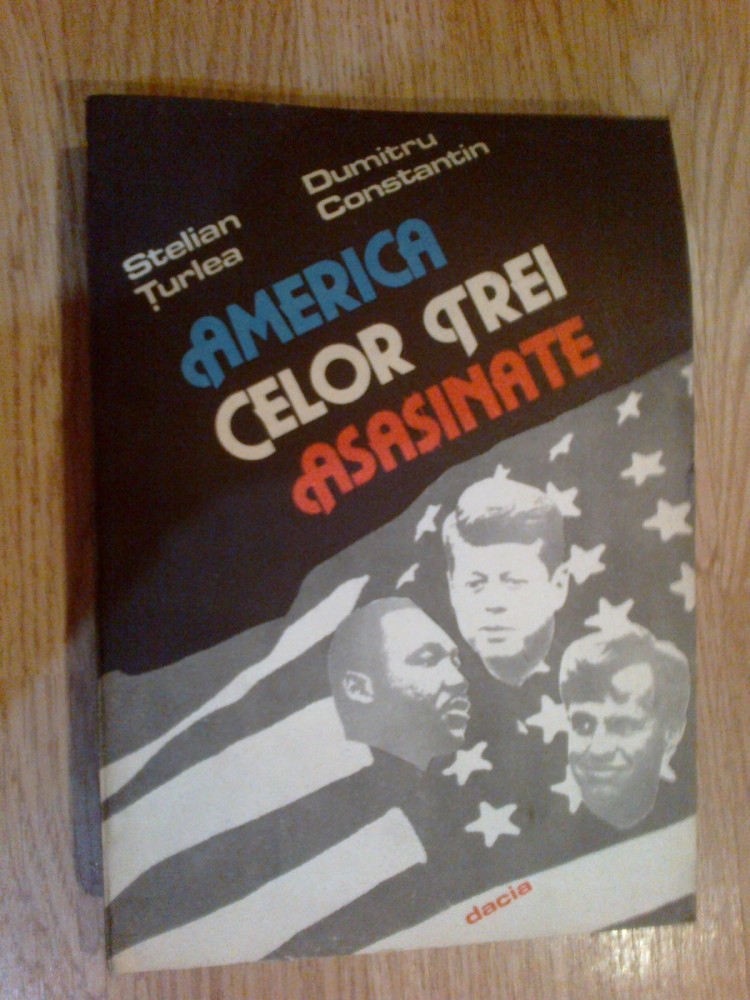 Stelian
Țurlea
Dumitru
Constantin
AMERICA
CELOR TREI
ASASINATE
dacia